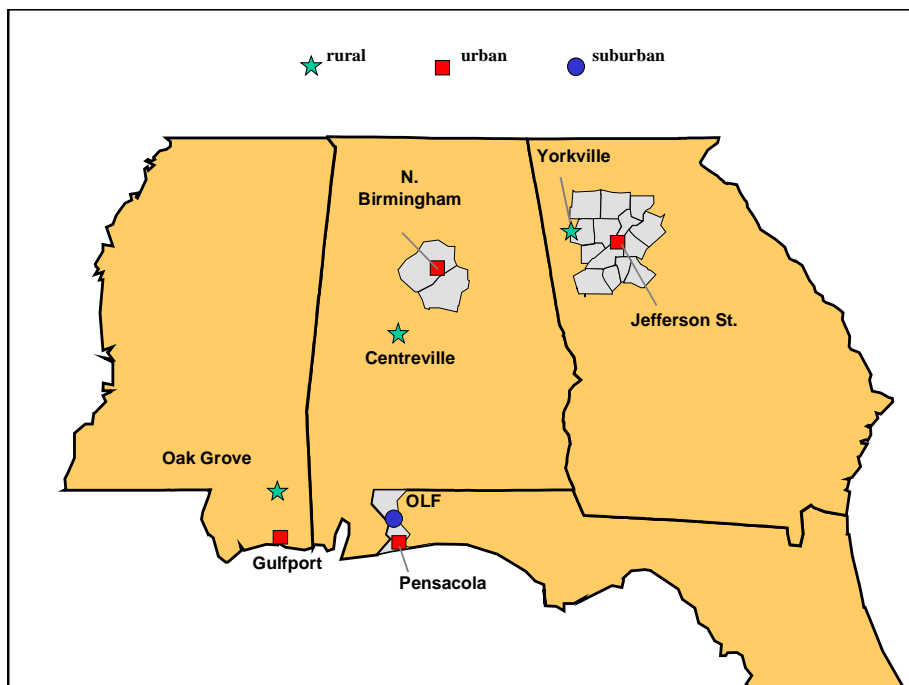 rural
urban
suburban
Yorkville
N.
Birmingham
Jefferson St.
Centreville
Oak Grove
OLF
Gulfport
Pensacola